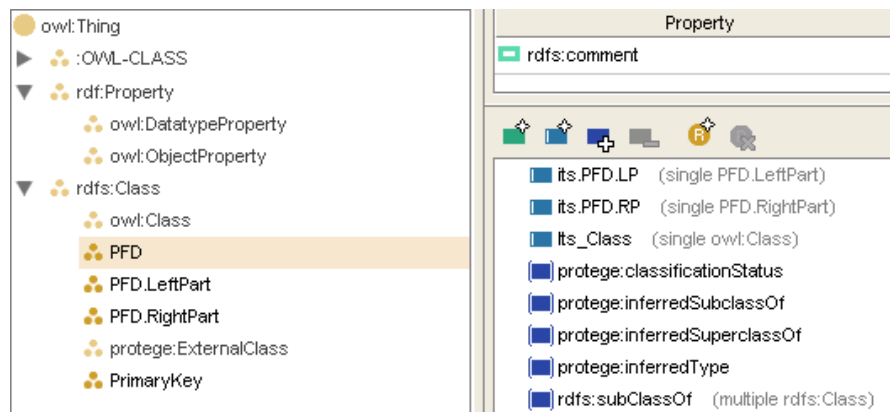 owl:Thing
:OWL-CLASS
rdf:Property
owl:DatatypeProperty
owl:ObjectProperty
rdfs:Class
owl:Class
PFD
PFD.LeftPart
PFD.RightPart
protege:ExternalClass
PrimaryKey
Property
rdfs:comment
R
its.PFD.LP (single PFD.LeftPart)
its.PFD.RP (single PFD.RightPart)
Its_Class (single owl:Class)
protege:classificationStatus
protege:inferredSubclassOf
protege:inferredSuperclassOf
protege:inferredType
rdfs:subClassOf (multiple rdfs:Class)